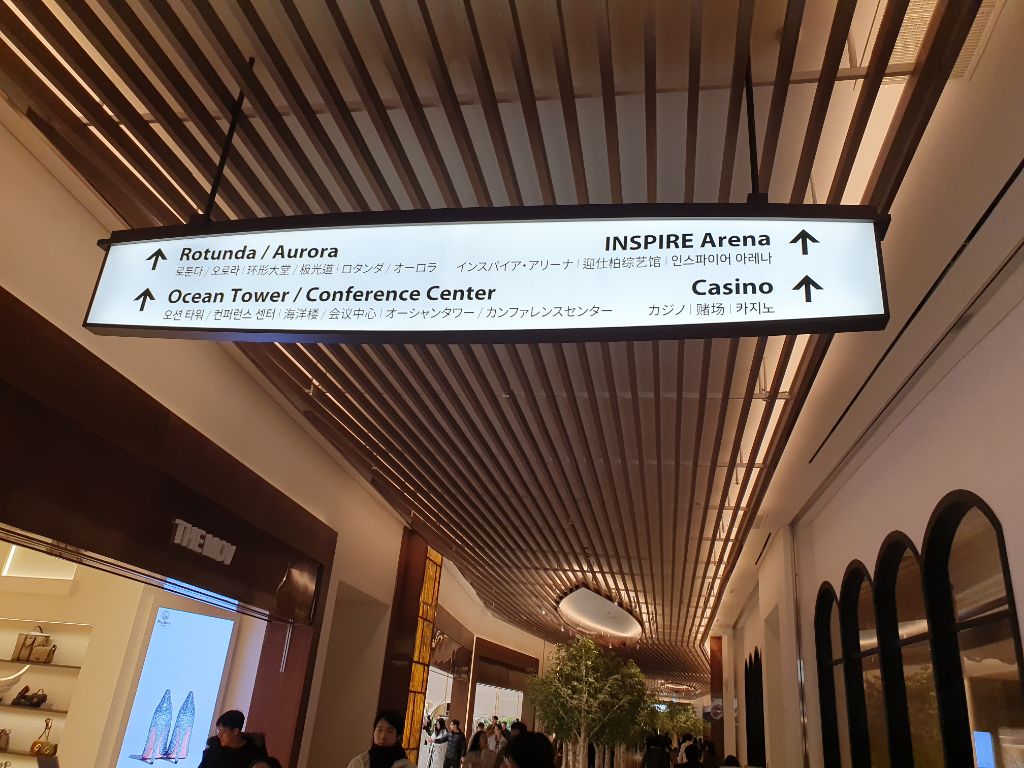 ↑ Rotunda / Aurora
로툰다 / 오로라 | 环形大堂 / 极光道 | ロタンダ / オーロラ
↑ Ocean Tower / Conference Center
오션 타워 / 컨퍼런스 센터 | 海洋楼 / 会议中心 | オーシャンタワー / カンファレンスセンター
INSPIRE Arena ↑
インスパイア・アリーナ | 迎仕柏综艺馆 | 인스파이어 아레나
Casino ↑
カジノ | 赌场 | 카지노
THE ROY